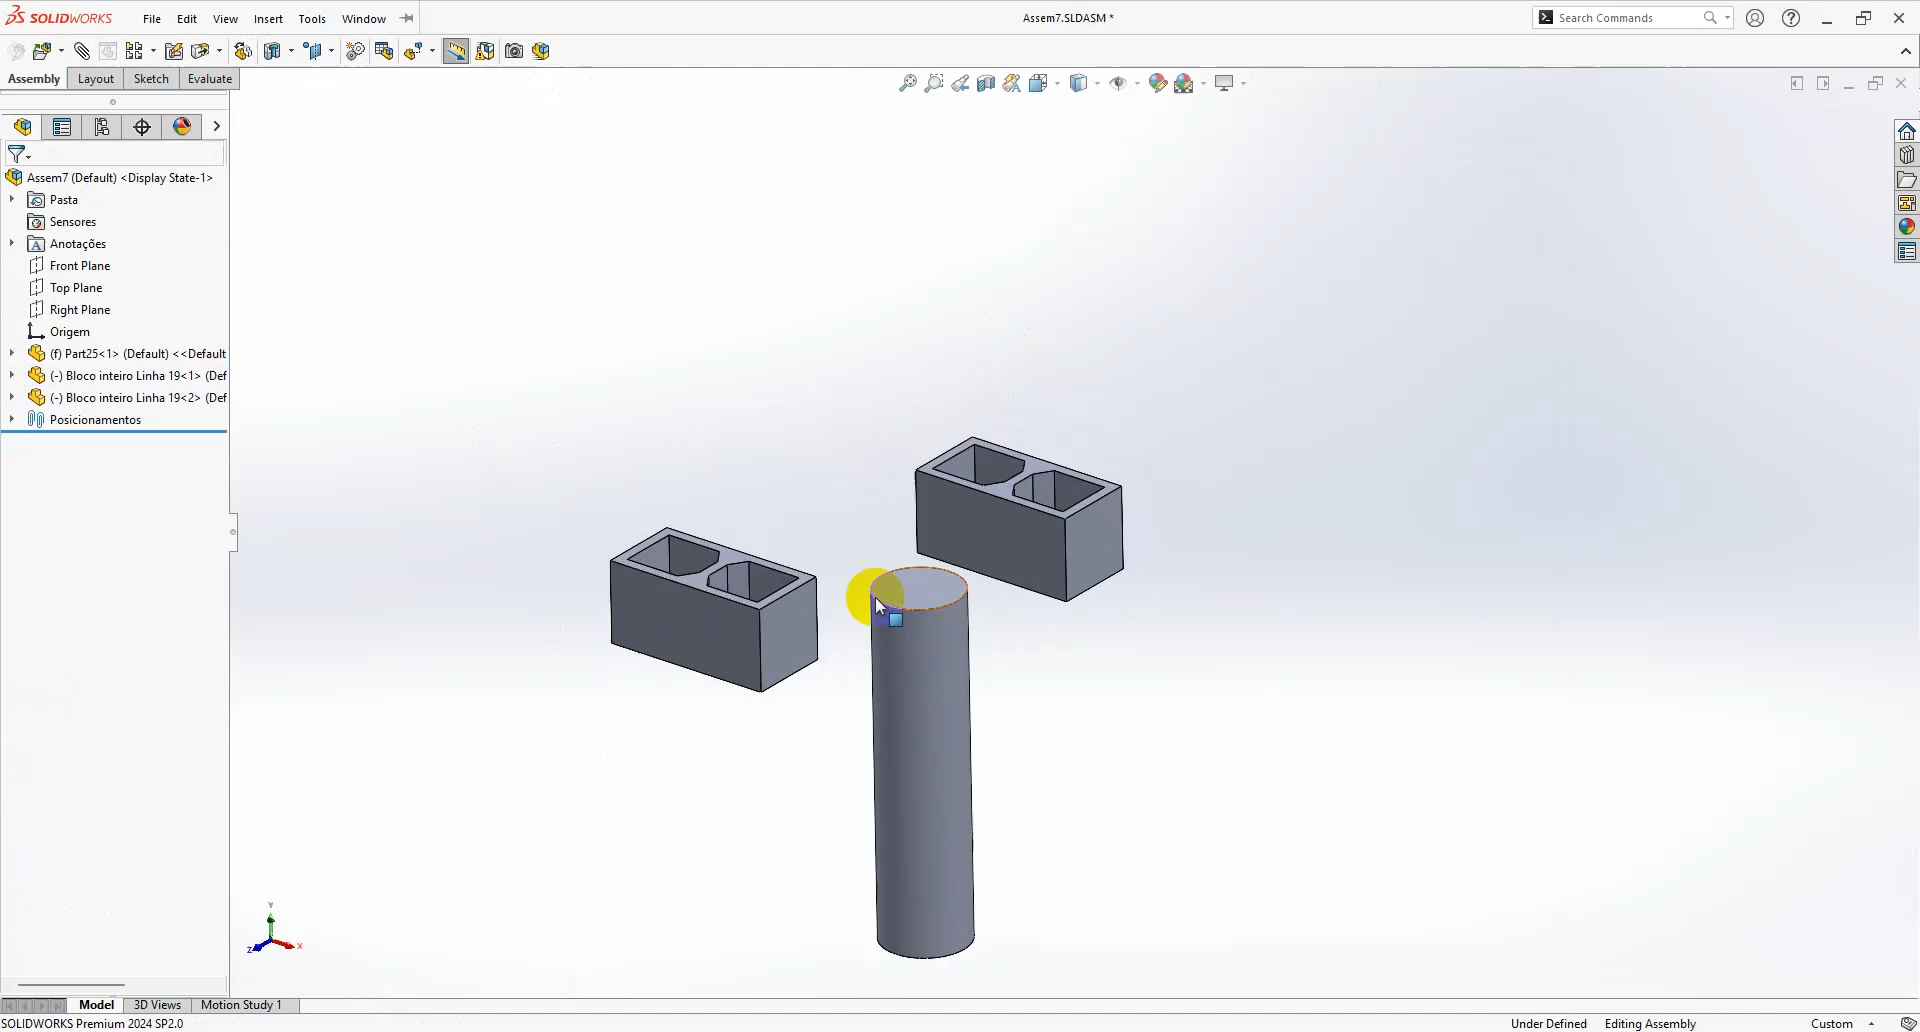 SOLIDWORKS
File Edit View Insert Tools Window
Assem7.SLDASM *
Search Commands
Assembly Layout Sketch Evaluate
Assem7 (Default) <Display State-1>
Pasta
Sensores
Anotações
Front Plane
Top Plane
Right Plane
Origem
(f) Part25<1> (Default) <<Default
(-) Bloco inteiro Linha 19<1> (Def
(-) Bloco inteiro Linha 19<2> (Def
Posicionamentos
Y
Z X
Model 3D Views Motion Study 1
SOLIDWORKS Premium 2024 SP2.0
Under Defined Editing Assembly Custom